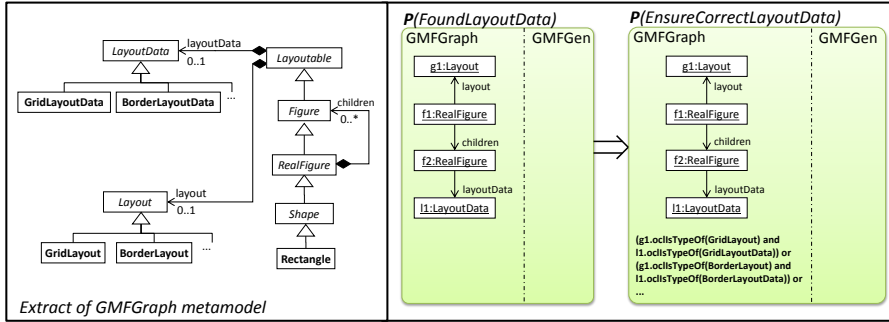 LayoutData
layoutData
0..1
Layoutable
GridLayoutData
BorderLayoutData
...
Figure
children
0..*
RealFigure
Layout
layout
0..1
Shape
GridLayout
BorderLayout
...
Rectangle
Extract of GMFGraph metamodel
P(FoundLayoutData)
GMFGraph
GMFGen
g1:Layout
layout
f1:RealFigure
children
f2:RealFigure
layoutData
l1:LayoutData
P(EnsureCorrectLayoutData)
GMFGraph
GMFGen
g1:Layout
layout
f1:RealFigure
children
f2:RealFigure
layoutData
l1:LayoutData
(g1.oclIsTypeOf(GridLayout) and
l1.oclIsTypeOf(GridLayoutData)) or
(g1.oclIsTypeOf(BorderLayout) and
l1.oclIsTypeOf(BorderLayoutData)) or
...